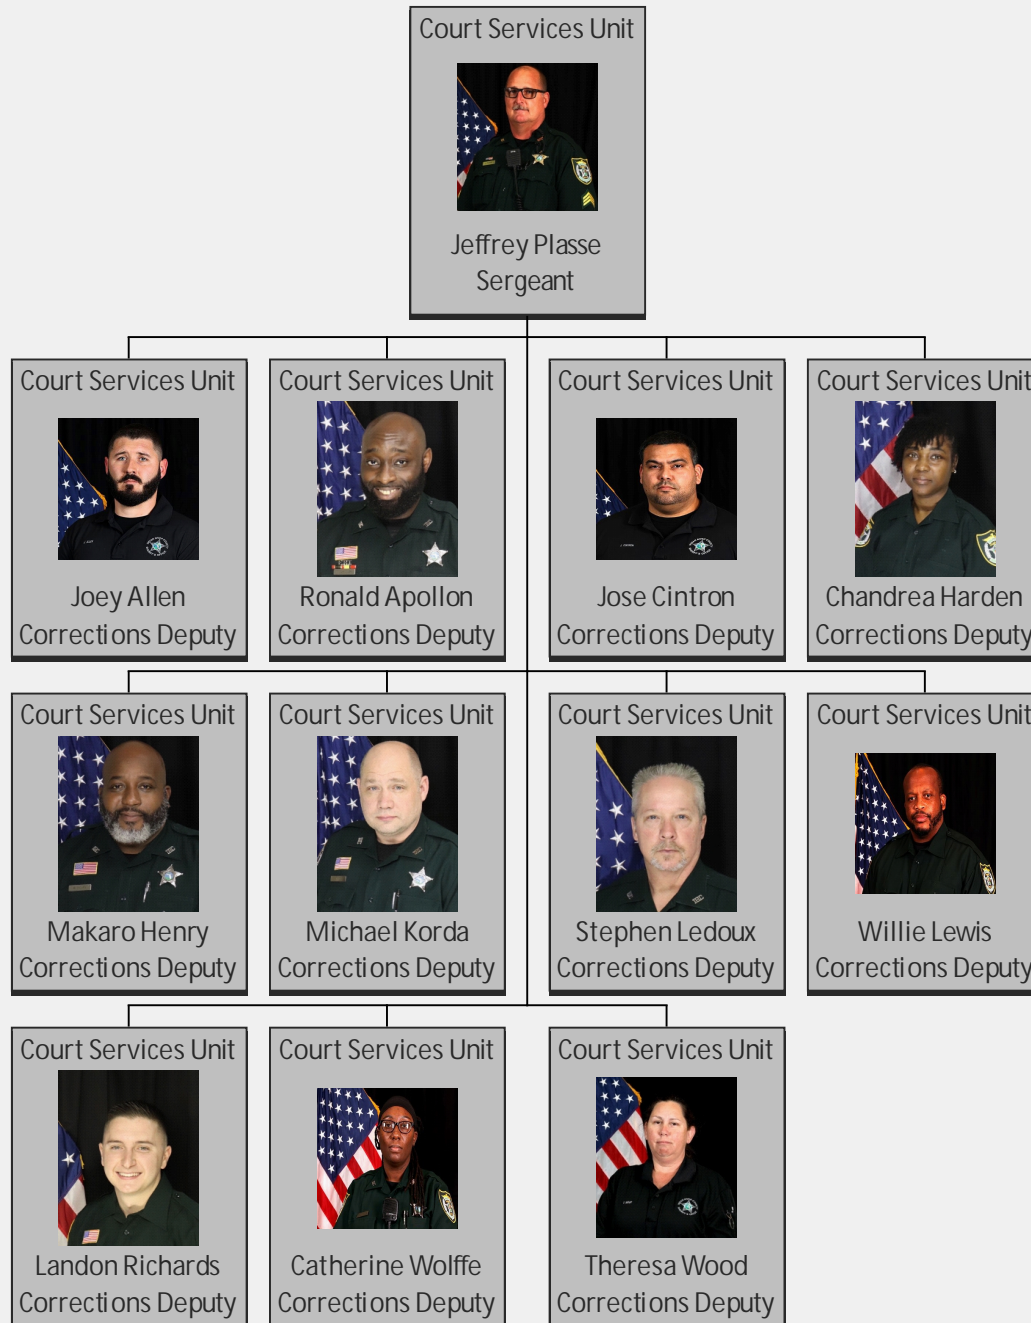 Court Services Unit
Jeffrey Plasse
Sergeant
Court Services Unit
Joey Allen
Corrections Deputy
Court Services Unit
Ronald Apollon
Corrections Deputy
Court Services Unit
Jose Cintron
Corrections Deputy
Court Services Unit
Chandrea Harden
Corrections Deputy
Court Services Unit
Makaro Henry
Corrections Deputy
Court Services Unit
Michael Korda
Corrections Deputy
Court Services Unit
Stephen Ledoux
Corrections Deputy
Court Services Unit
Willie Lewis
Corrections Deputy
Court Services Unit
Landon Richards
Corrections Deputy
Court Services Unit
Catherine Wolffe
Corrections Deputy
Court Services Unit
Theresa Wood
Corrections Deputy